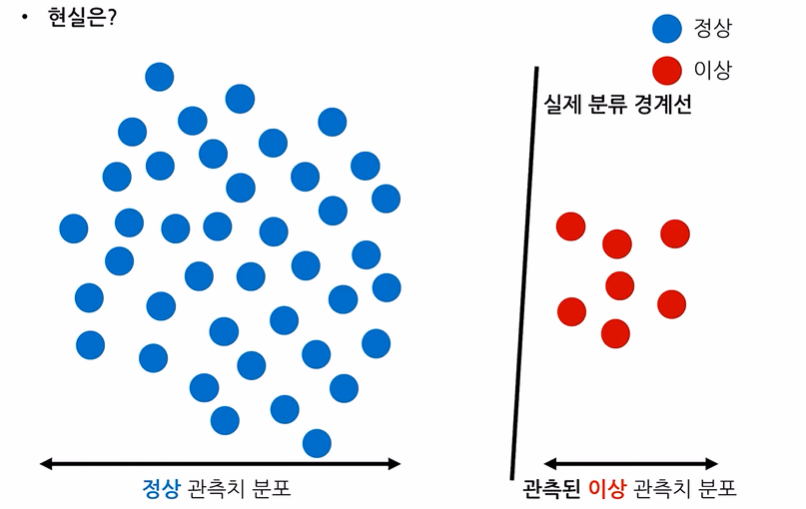 • 현실은?
정상
이상
실제 분류 경계선
정상 관측치 분포
관측된 이상 관측치 분포